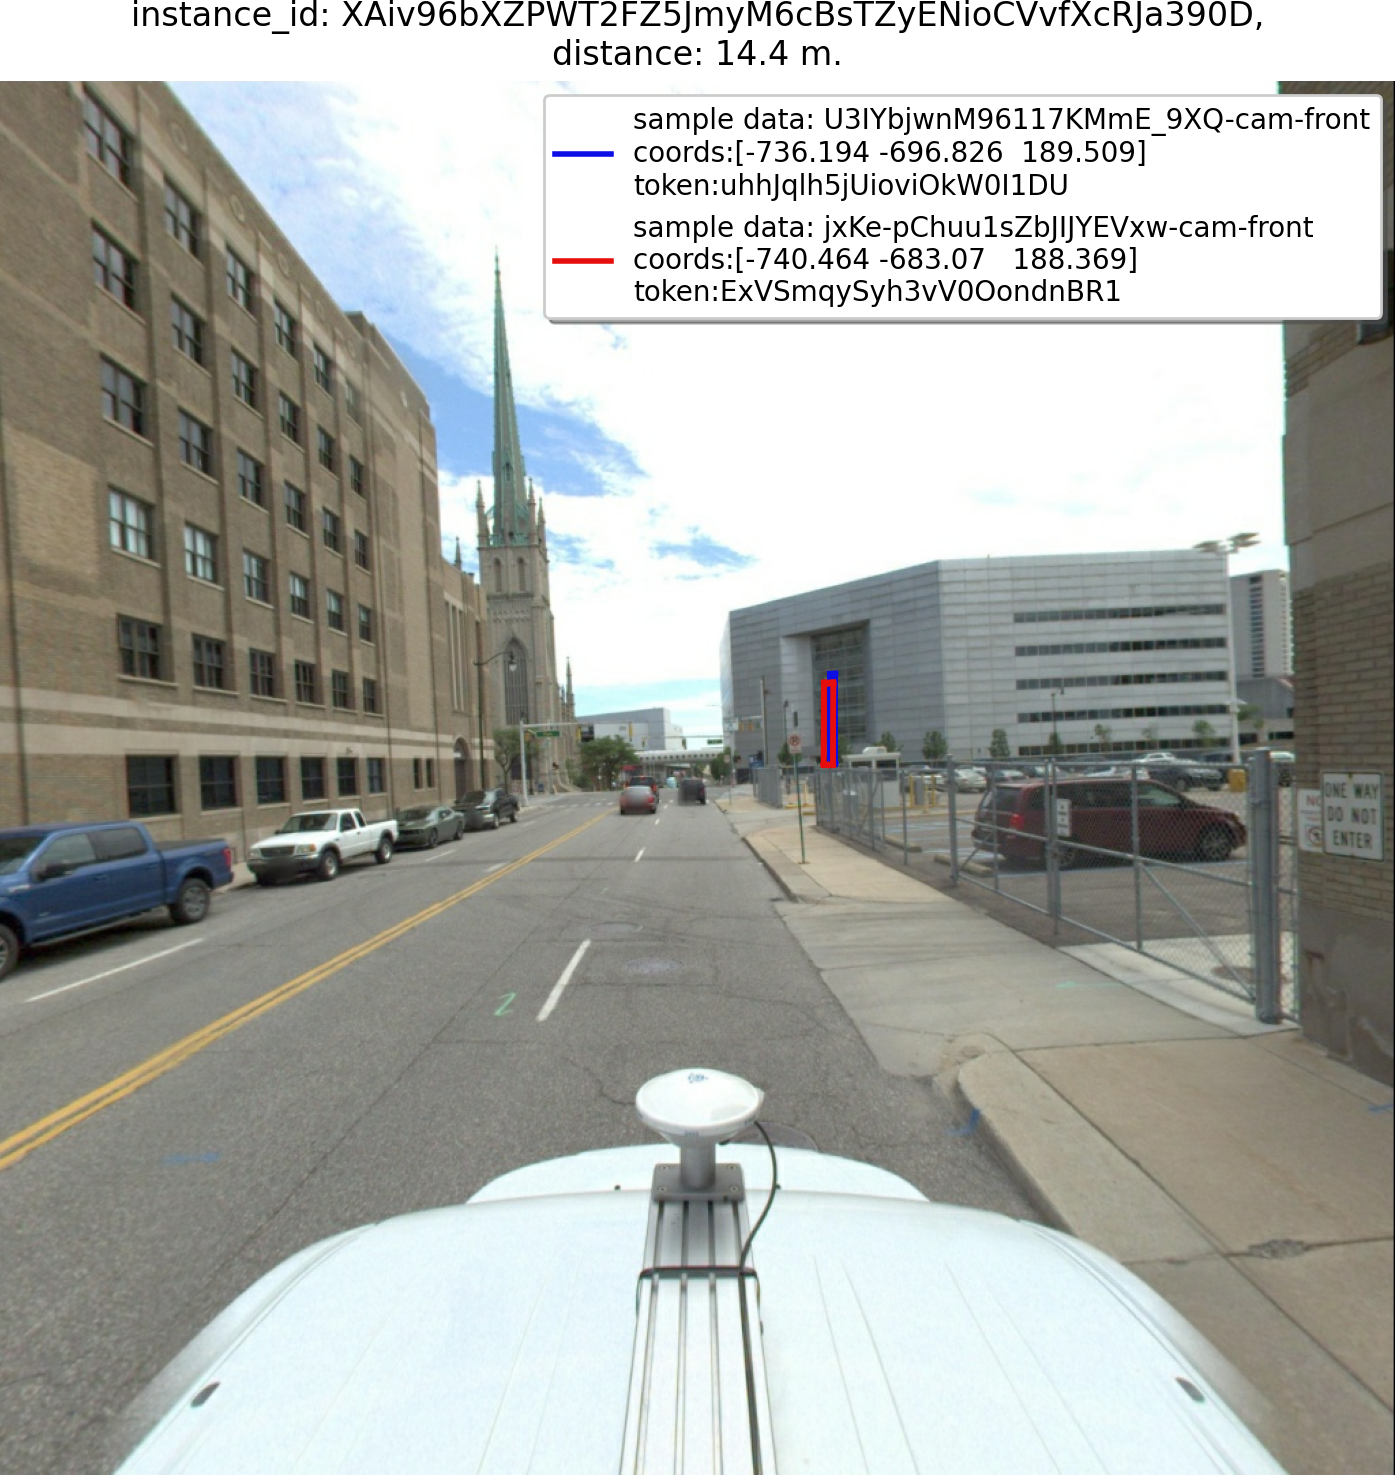 instance_id: XAiv96bXZPWT2FZ5JmyM6cBsTZyENioCVvfXcRJa390D,
distance: 14.4 m.
sample data: U3IYbjwnM96117KMmE_9XQ-cam-front
coords:[-736.194 -696.826 189.509]
token:uhhJqlh5jUioviOkW0I1DU
sample data: jxKe-pChuu1sZbJIJYEVxw-cam-front
coords:[-740.464 -683.07 188.369]
token:ExVSmqySyh3vV0OondnBR1
ONE WAY
DO NOT
ENTER